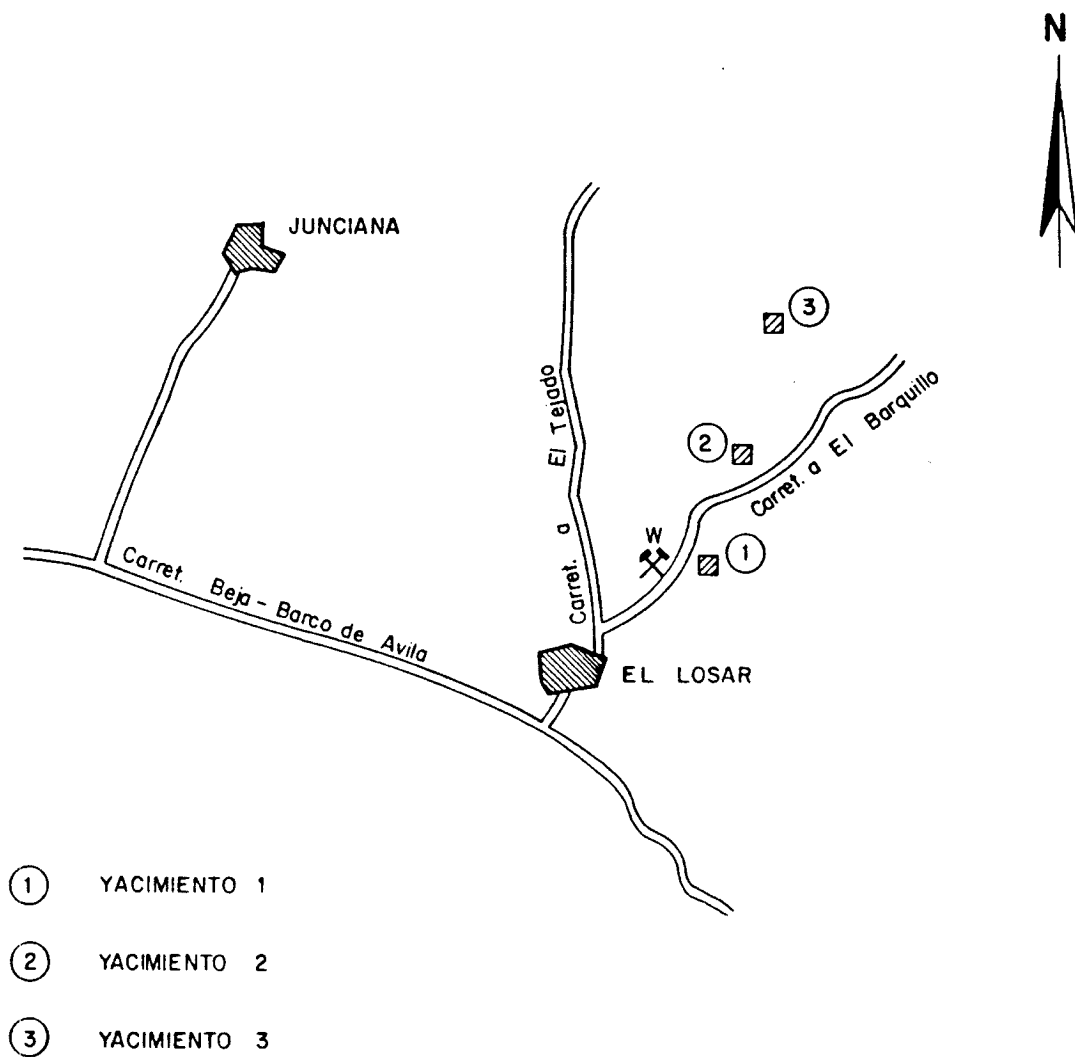 N
JUNCIANA
3
Carret. a El Tejado
2
Carret. a El Barquillo
W
1
Carret. Beja - Barco de Avila
EL LOSAR
1 YACIMIENTO 1
2 YACIMIENTO 2
3 YACIMIENTO 3